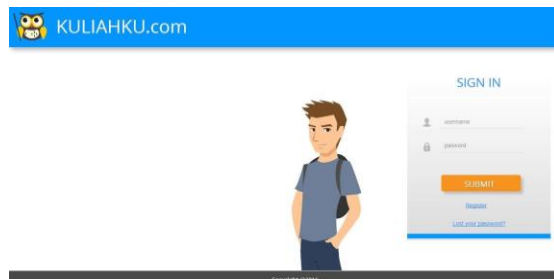 KULIAHKU.com
SIGN IN
username
password
SUBMIT
Register
Lost your password?